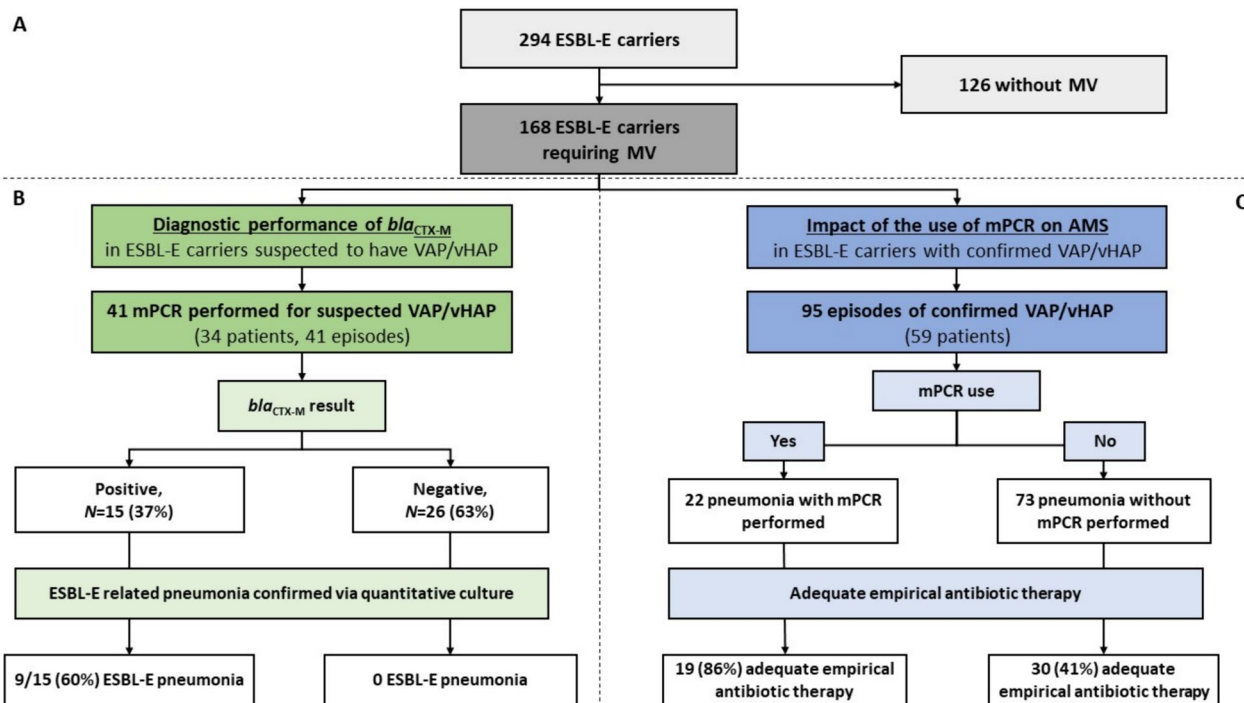 A
294 ESBL-E carriers
126 without MV
168 ESBL-E carriers
requiring MV
B
Diagnostic performance of blaCTX-M
in ESBL-E carriers suspected to have VAP/vHAP
41 mPCR performed for suspected VAP/vHAP
(34 patients, 41 episodes)
blaCTX-M result
Positive,
N=15 (37%)
Negative,
N=26 (63%)
ESBL-E related pneumonia confirmed via quantitative culture
9/15 (60%) ESBL-E pneumonia
0 ESBL-E pneumonia
C
Impact of the use of mPCR on AMS
in ESBL-E carriers with confirmed VAP/vHAP
95 episodes of confirmed VAP/vHAP
(59 patients)
mPCR use
Yes
No
22 pneumonia with mPCR
performed
73 pneumonia without
mPCR performed
Adequate empirical antibiotic therapy
19 (86%) adequate empirical
antibiotic therapy
30 (41%) adequate
empirical antibiotic therapy